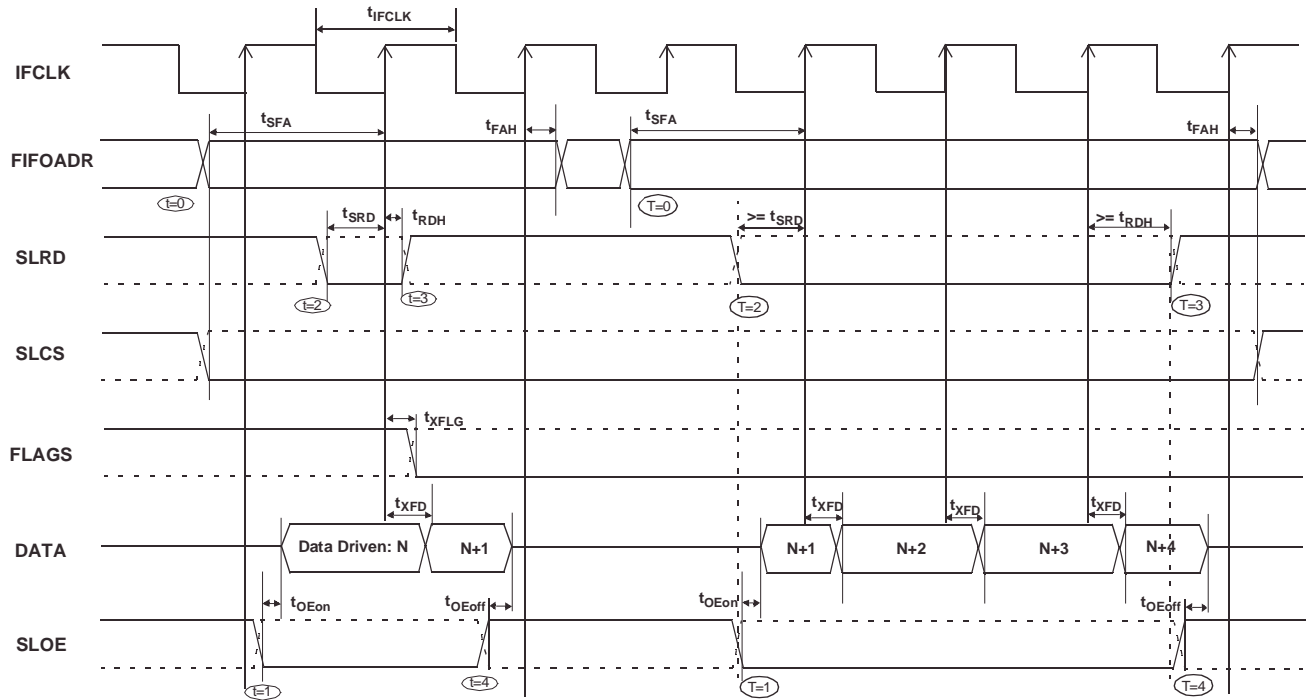 tIFCLK
IFCLK
tSFA
tFAH
tSFA
tFAH
FIFOADR
t=0
T=0
tSRD
tRDH
>= tSRD
>= tRDH
SLRD
t=2
t=3
T=2
T=3
SLCS
tXFLG
FLAGS
tXFD
tXFD
tXFD
tXFD
DATA
Data Driven: N
N+1
N+1
N+2
N+3
N+4
tOEon
tOEoff
tOEon
tOEoff
SLOE
t=1
t=4
T=1
T=4